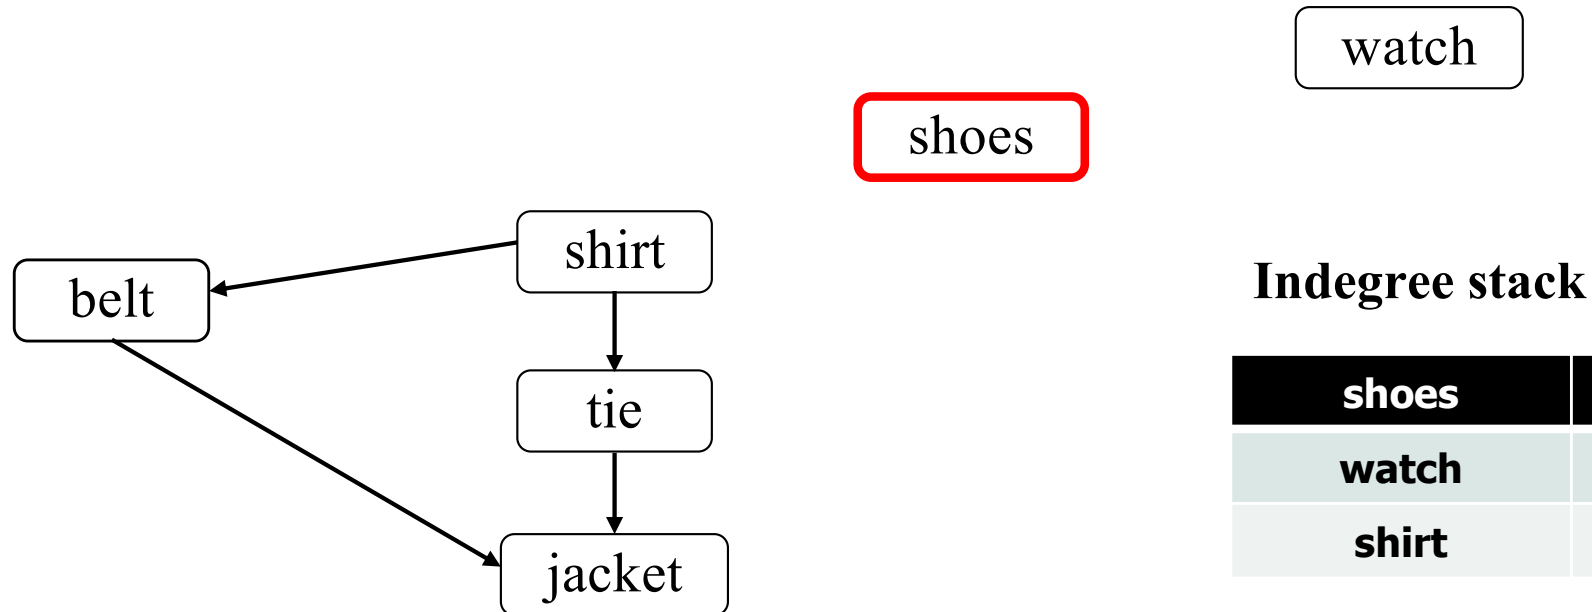 watch
shoes
shirt
belt
Indegree stack
tie
shoes
watch
shirt
jacket